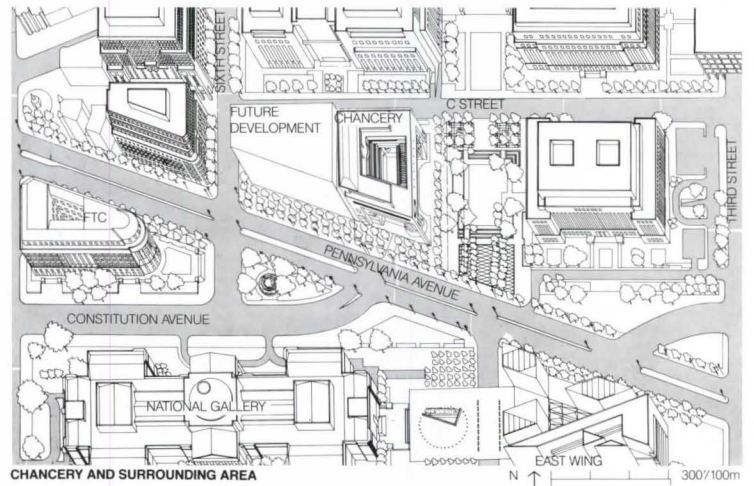 SIXTH STREET
C STREET
FUTURE
DEVELOPMENT
CHANCERY
THIRD STREET
FTC
PENNSYLVANIA AVENUE
CONSTITUTION AVENUE
NATIONAL GALLERY
EAST WING
CHANCERY AND SURROUNDING AREA
N
300'/100m